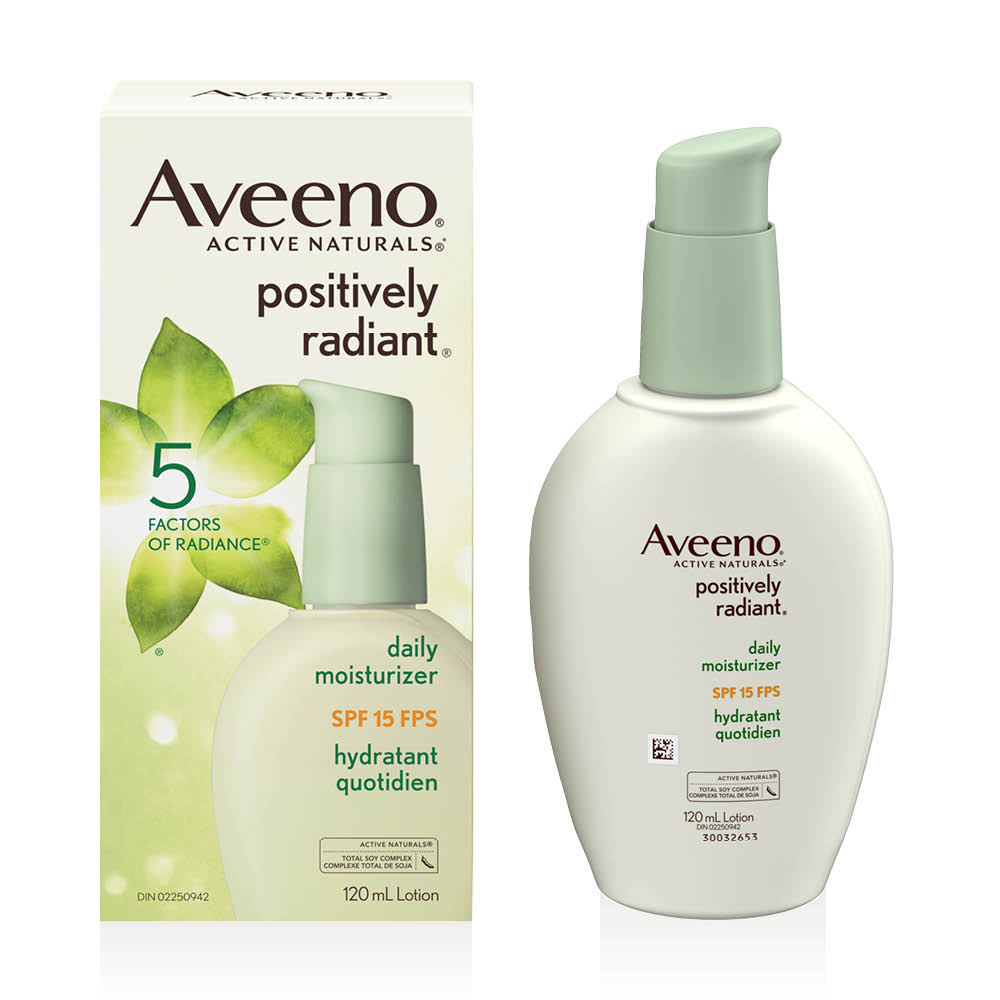 Aveeno®
ACTIVE NATURALS®
Aveeno®
ACTIVE NATURALS®*
positively
radiant®
5
FACTORS
OF RADIANCE®
®
daily
moisturizer
SPF 15 FPS
hydratant
quotidien
ACTIVE NATURALS®
TOTAL SOY COMPLEX
COMPLEXE TOTAL DE SOJA
DIN 02250942
120 mL Lotion
Aveeno®
ACTIVE NATURALS®*
positively
radiant®
daily
moisturizer
SPF 15 FPS
hydratant
quotidien
ACTIVE NATURALS®
TOTAL SOY COMPLEX
COMPLEXE TOTAL DE SOJA
120 mL Lotion
DIN 02250942
30032653